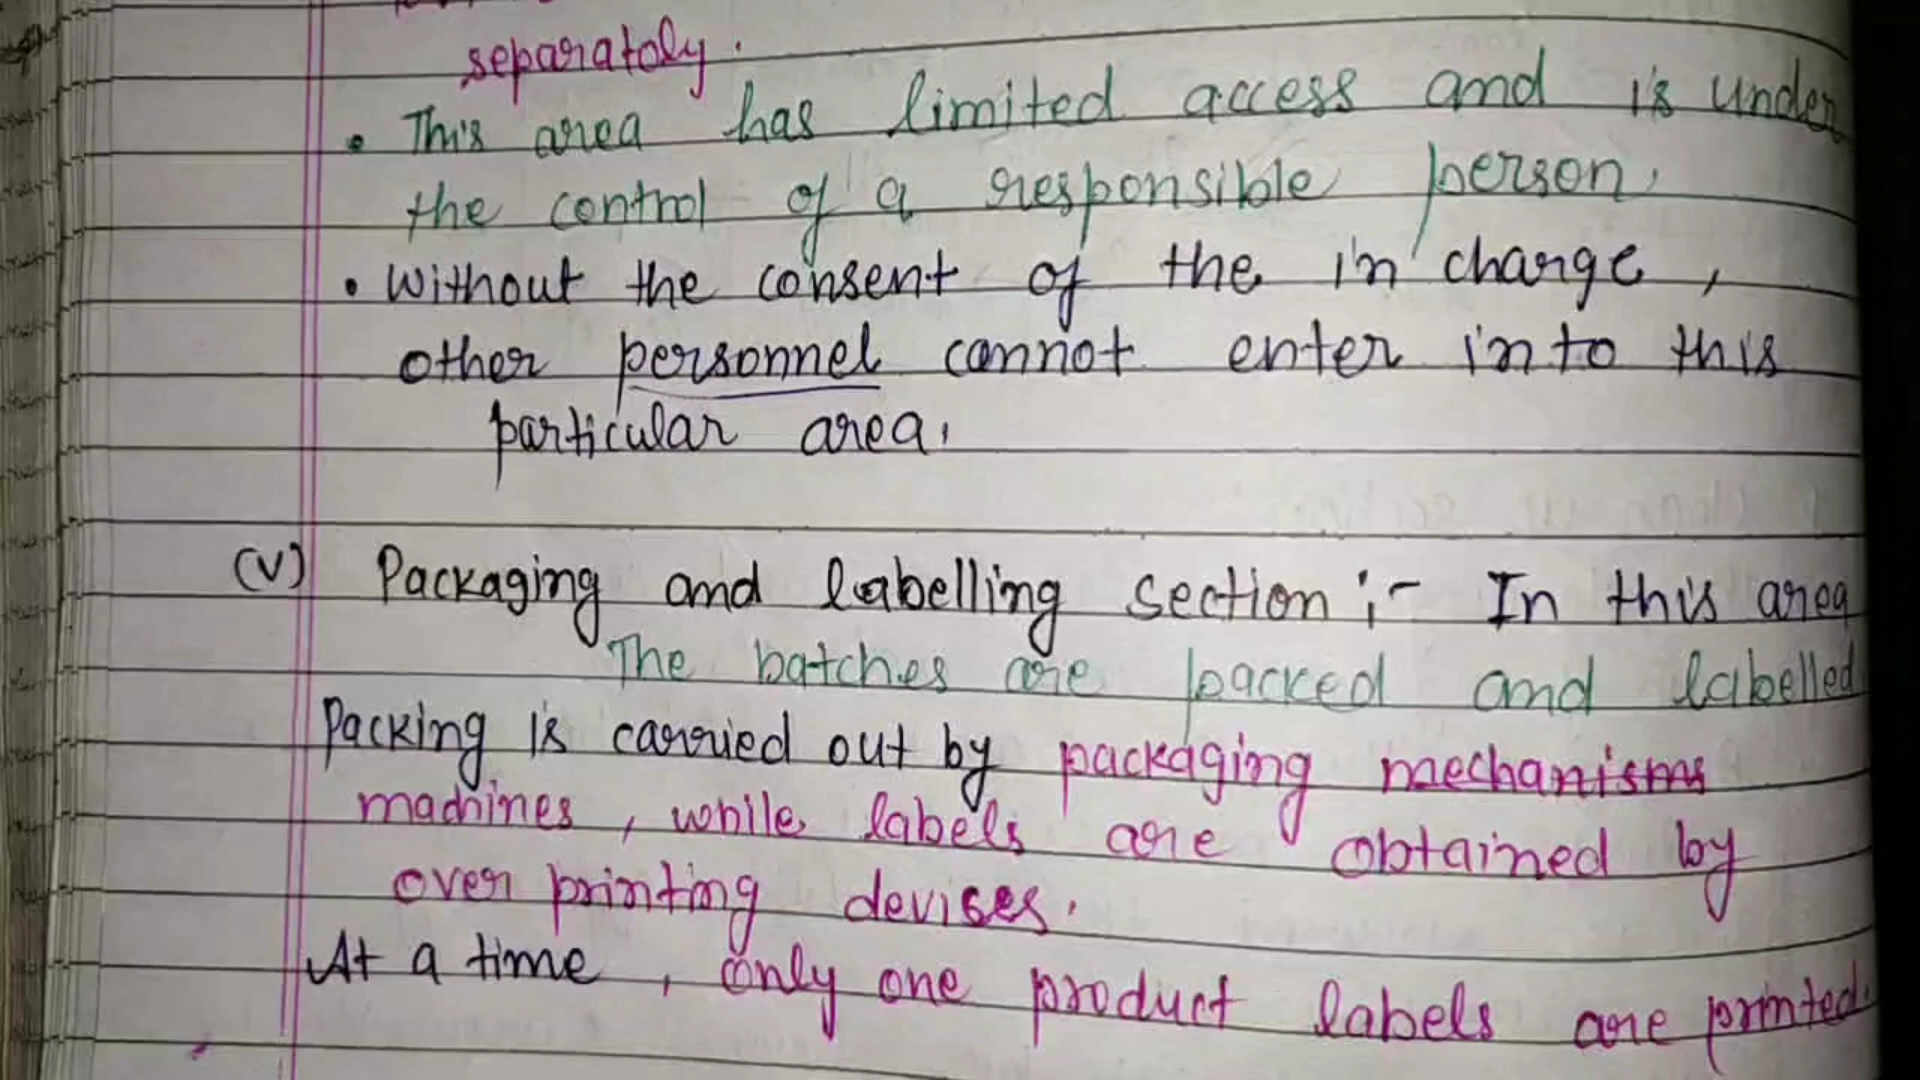 separately.
• This area has limited access and is under
the control of a responsible person.
• Without the consent of the in charge,
other personnel cannot enter into this
particular area.
(v) Packaging and labelling section :- In this area
The batches are packed and labelled
Packing is carried out by packaging mechanisms
machines, while labels are obtained by
over printing devises.
At a time, only one product labels are printed.